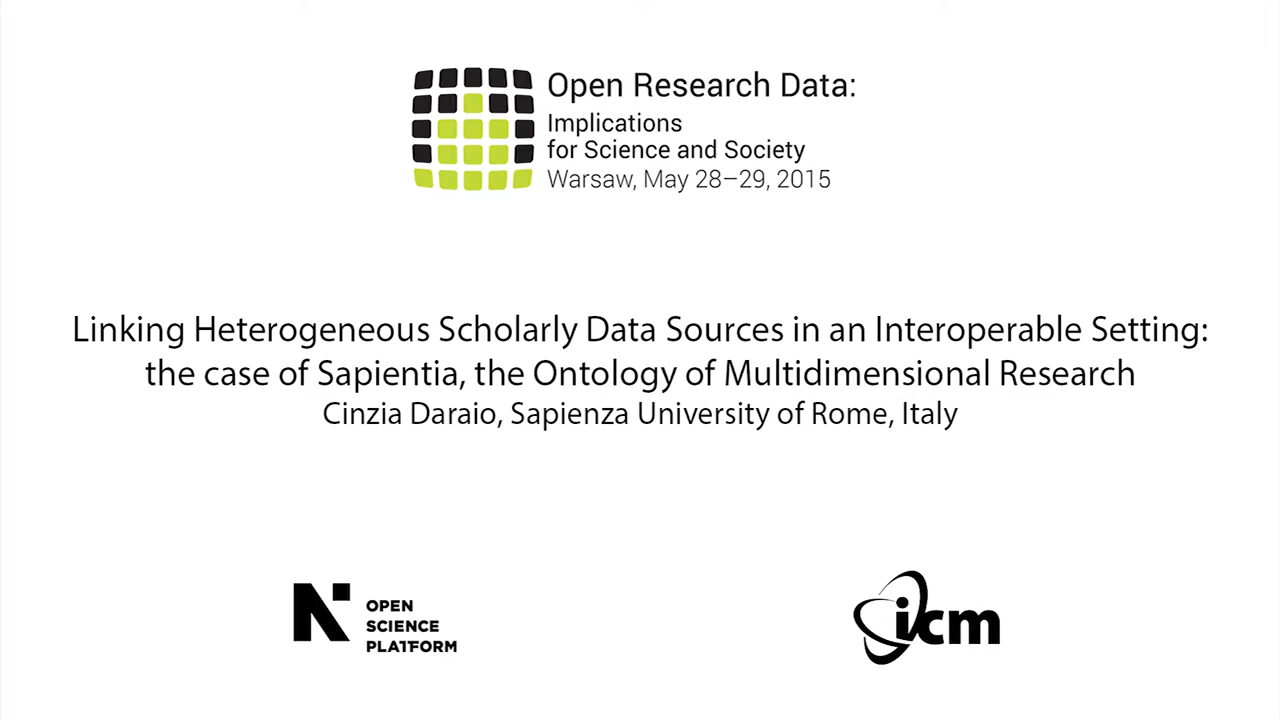 Open Research Data:
Implications
for Science and Society
Warsaw, May 28–29, 2015
Linking Heterogeneous Scholarly Data Sources in an Interoperable Setting:
the case of Sapientia, the Ontology of Multidimensional Research
Cinzia Daraio, Sapienza University of Rome, Italy
OPEN
SCIENCE
PLATFORM
icm